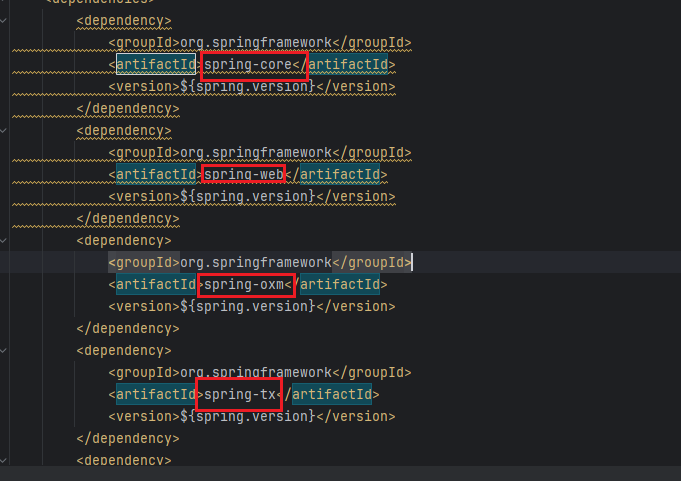 <dependencies>
<dependency>
<groupId>org.springframework</groupId>
<artifactId>spring-core</artifactId>
<version>${spring.version}</version>
</dependency>
<dependency>
<groupId>org.springframework</groupId>
<artifactId>spring-web</artifactId>
<version>${spring.version}</version>
</dependency>
<dependency>
<groupId>org.springframework</groupId>
<artifactId>spring-oxm</artifactId>
<version>${spring.version}</version>
</dependency>
<dependency>
<groupId>org.springframework</groupId>
<artifactId>spring-tx</artifactId>
<version>${spring.version}</version>
</dependency>
<dependency>